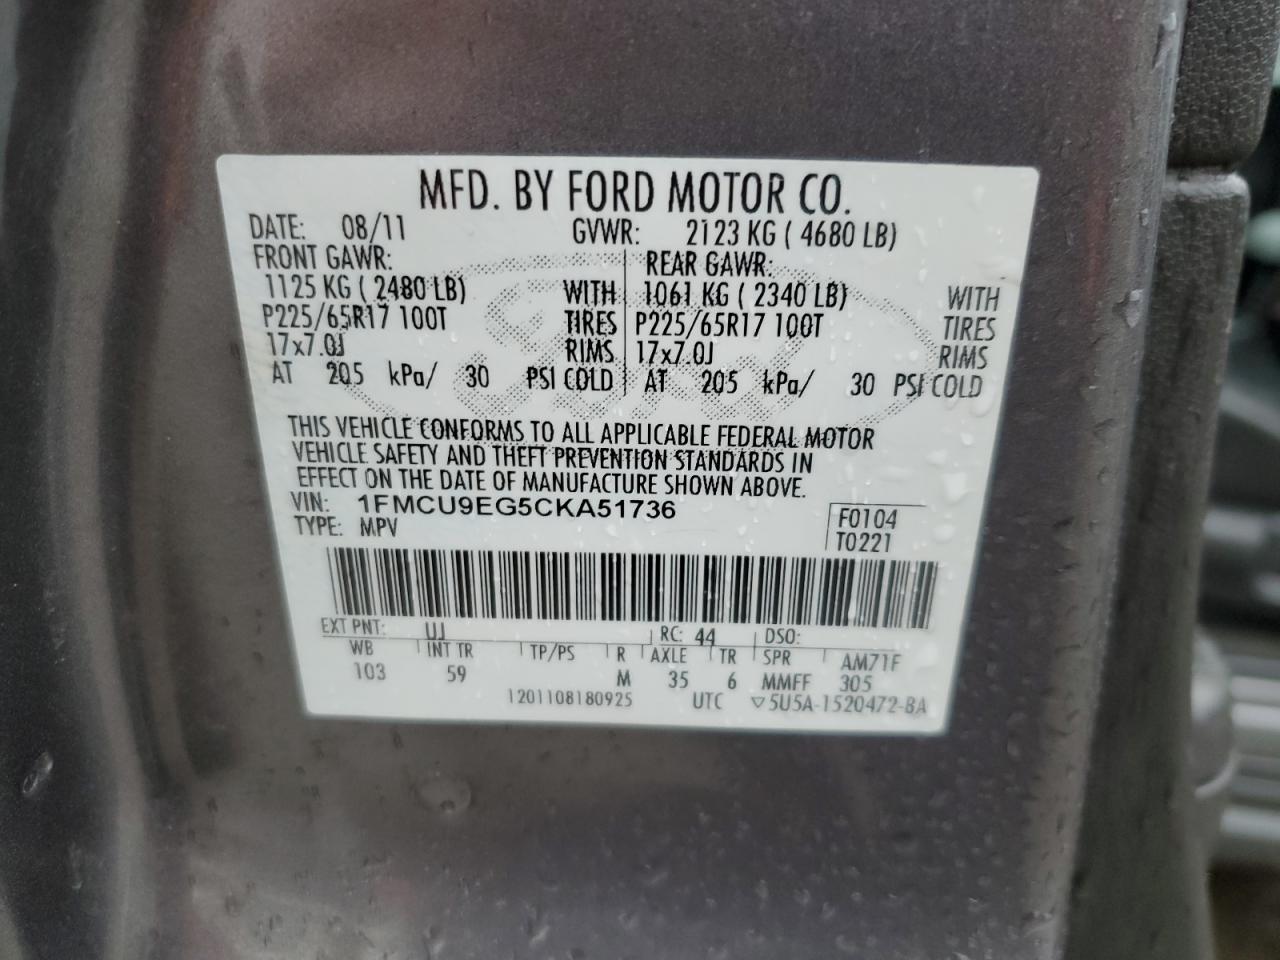 MFD. BY FORD MOTOR CO.
DATE: 08/11 GVWR: 2123 KG ( 4680 LB)
FRONT GAWR: REAR GAWR:
1125 KG ( 2480 LB) WITH 1061 KG ( 2340 LB) WITH
P225/65R17 100T TIRES P225/65R17 100T TIRES
17x7.0J RIMS 17x7.0J RIMS
AT 205 kPa/ 30 PSI COLD AT 205 kPa/ 30 PSI COLD
THIS VEHICLE CONFORMS TO ALL APPLICABLE FEDERAL MOTOR
VEHICLE SAFETY AND THEFT PREVENTION STANDARDS IN
EFFECT ON THE DATE OF MANUFACTURE SHOWN ABOVE.
VIN: 1FMCU9EG5CKA51736 F0104
TYPE: MPV T0221
EXT PNT: UJ RC: 44 DSO:
WB INT TR TP/PS R AXLE TR SPR AM71F
103 59 M 35 6 MMFF 305
1201108180925 UTC ▽5U5A-1520472-BA